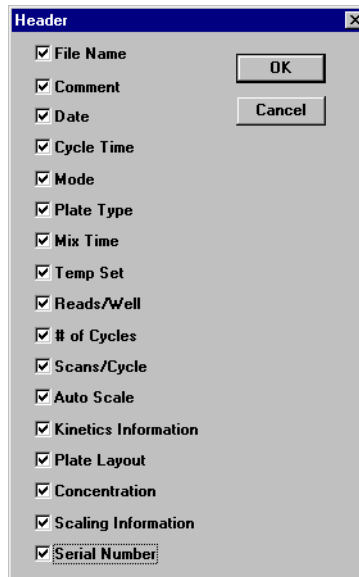 Header
File Name
OK
Comment
Cancel
Date
Cycle Time
Mode
Plate Type
Mix Time
Temp Set
Reads/Well
# of Cycles
Scans/Cycle
Auto Scale
Kinetics Information
Plate Layout
Concentration
Scaling Information
Serial Number